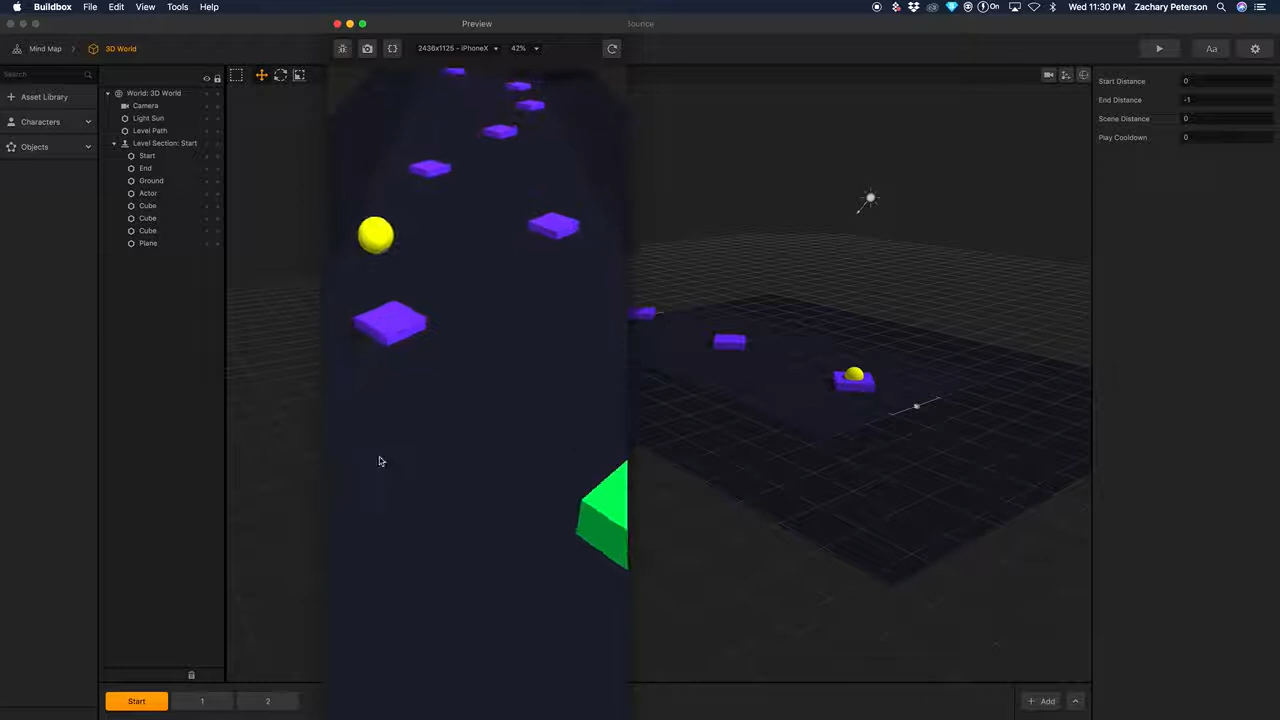 Buildbox File Edit View Tools Help
Wed 11:30 PM Zachary Peterson
Preview
Mind Map 3D World
2436x1125 - iPhoneX 42%
Aa
Search
Asset Library
Characters
Objects
World: 3D World
Camera
Light Sun
Level Path
Level Section: Start
Start
End
Ground
Actor
Cube
Cube
Cube
Plane
Start Distance 0
End Distance -1
Scene Distance 0
Play Cooldown 0
Start 1 2
+ Add